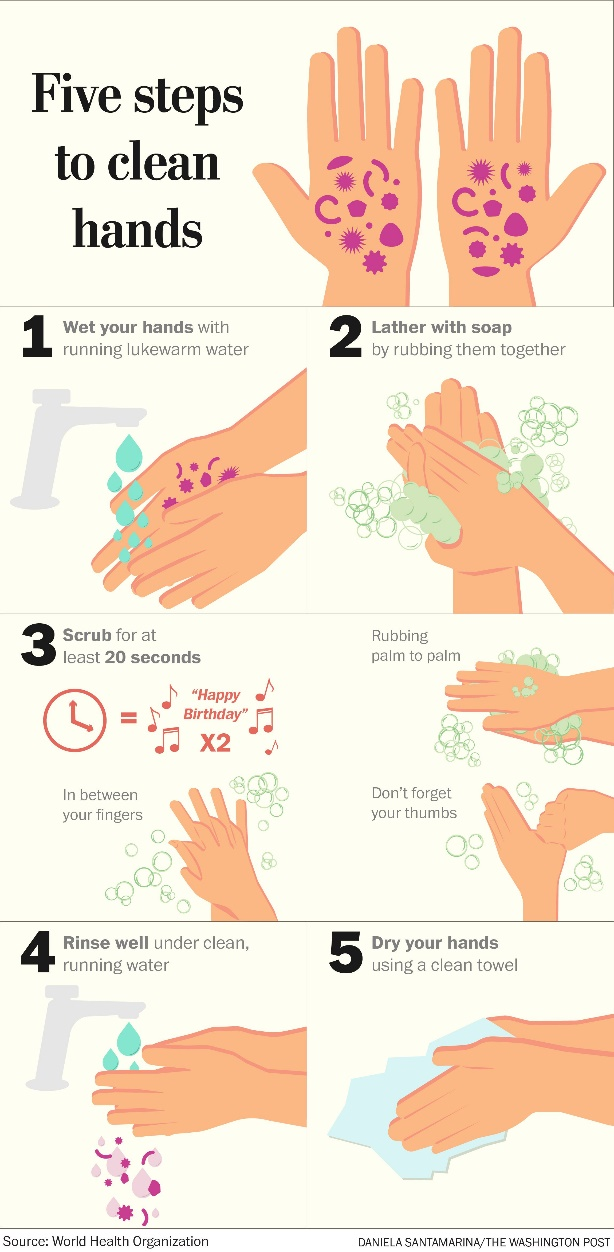 Five steps
to clean
hands
1 Wet your hands with
running lukewarm water
2 Lather with soap
by rubbing them together
3 Scrub for at
least 20 seconds
=
“Happy
Birthday”
X2
Rubbing
palm to palm
In between
your fingers
Don’t forget
your thumbs
4 Rinse well under clean,
running water
5 Dry your hands
using a clean towel
Source: World Health Organization
DANIELA SANTAMARINA/THE WASHINGTON POST